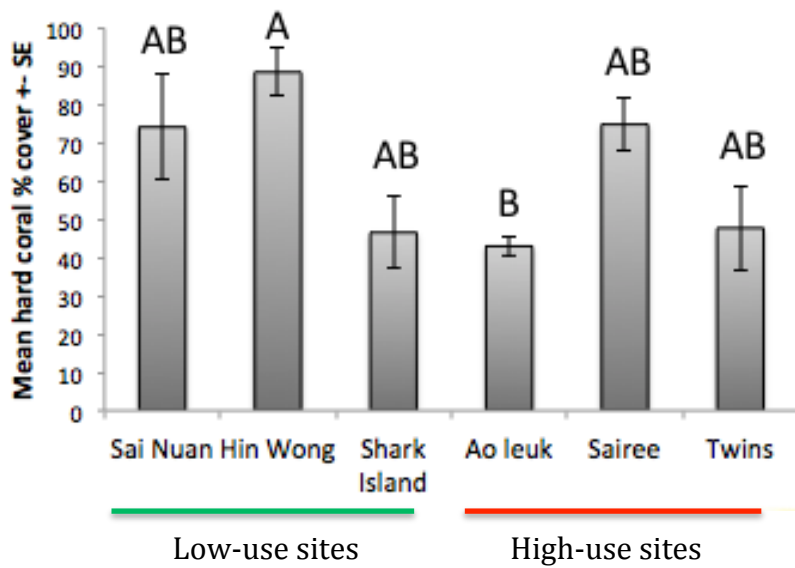 Mean hard coral % cover +- SE
100
90
80
70
60
50
40
30
20
10
0
AB
A
AB
B
AB
AB
Sai Nuan
Hin Wong
Shark
Island
Ao leuk
Sairee
Twins
Low-use sites
High-use sites